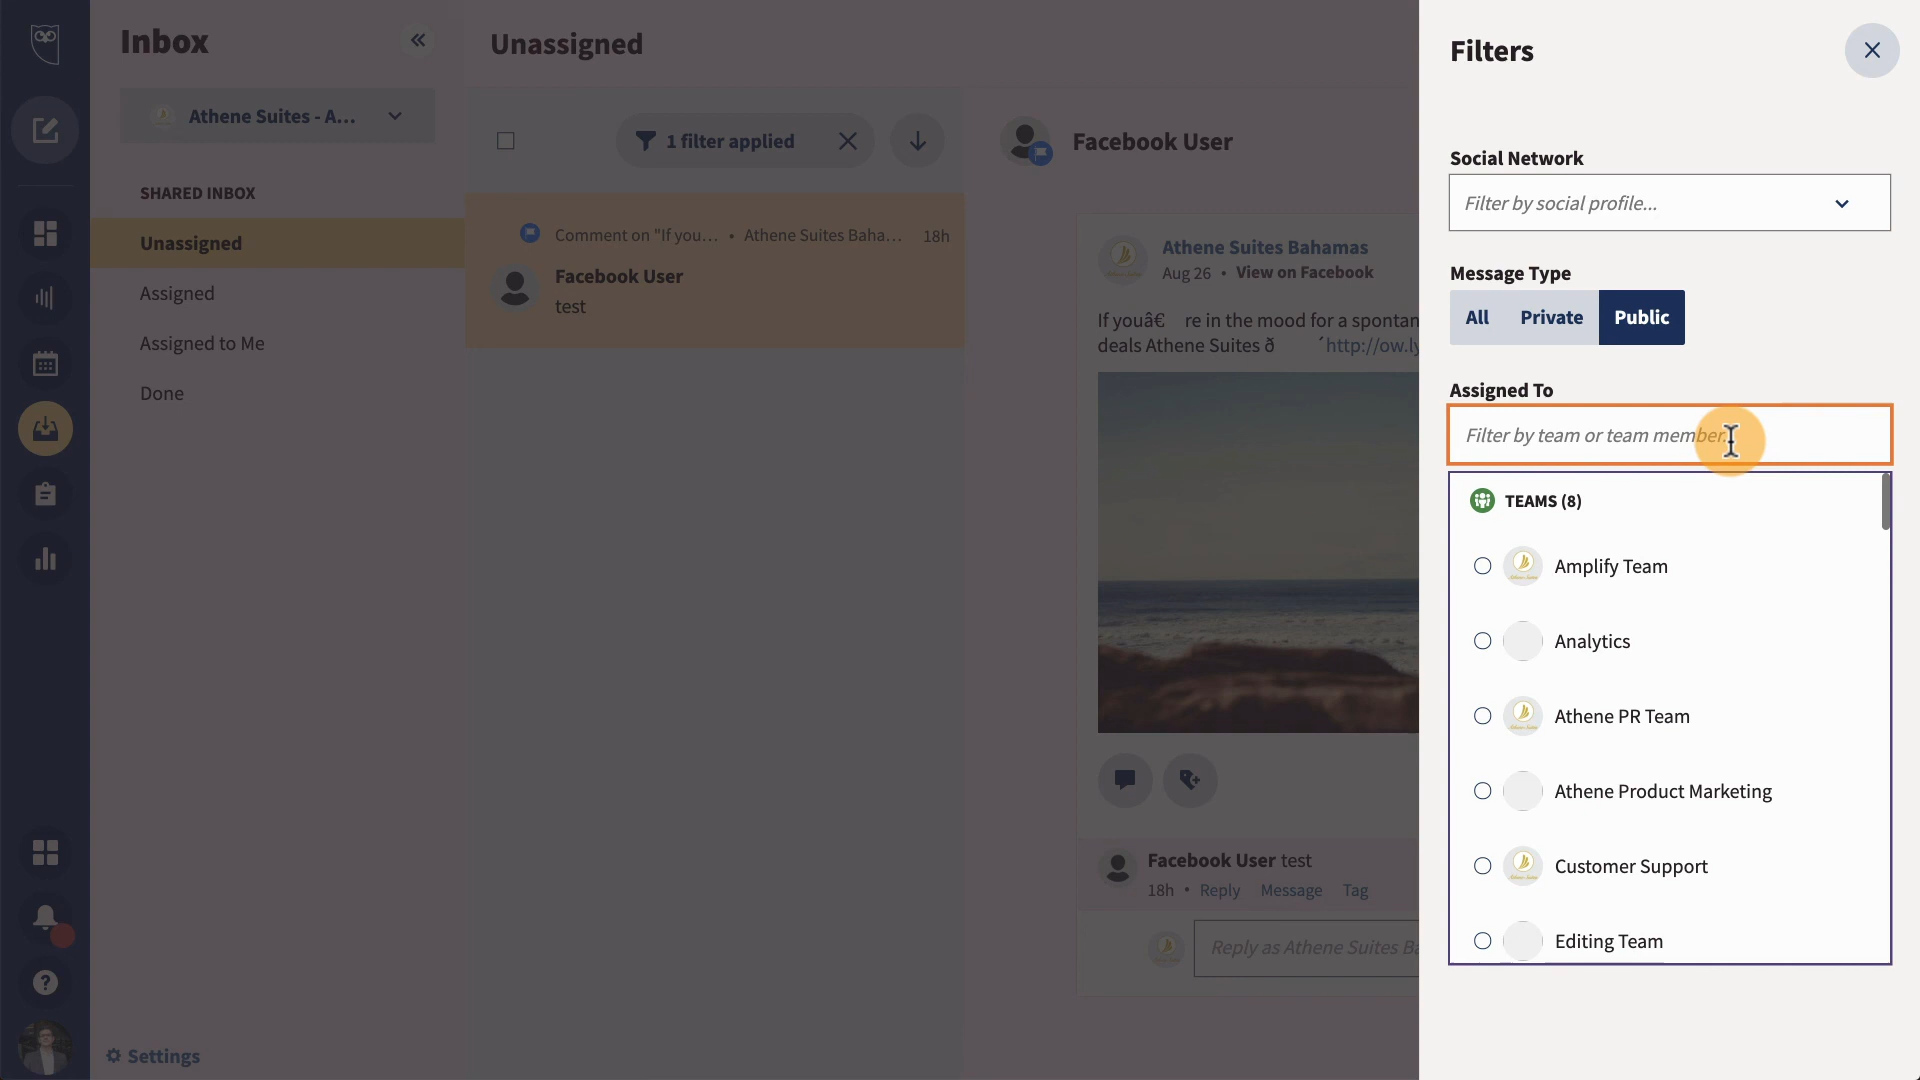 Inbox
Athene Suites - A...
SHARED INBOX
Unassigned
Assigned
Assigned to Me
Done
Settings
Unassigned
1 filter applied
Comment on "If you... • Athene Suites Baha... 18h
Facebook User
test
Facebook User
Athene Suites Bahamas
Aug 26 • View on Facebook
If youâ€ re in the mood for a spontan
deals Athene Suites ð ´http://ow.ly
Facebook User test
18h • Reply Message Tag
Reply as Athene Suites Ba
Filters
Social Network
Filter by social profile...
Message Type
All Private Public
Assigned To
Filter by team or team member...
TEAMS (8)
Amplify Team
Analytics
Athene PR Team
Athene Product Marketing
Customer Support
Editing Team